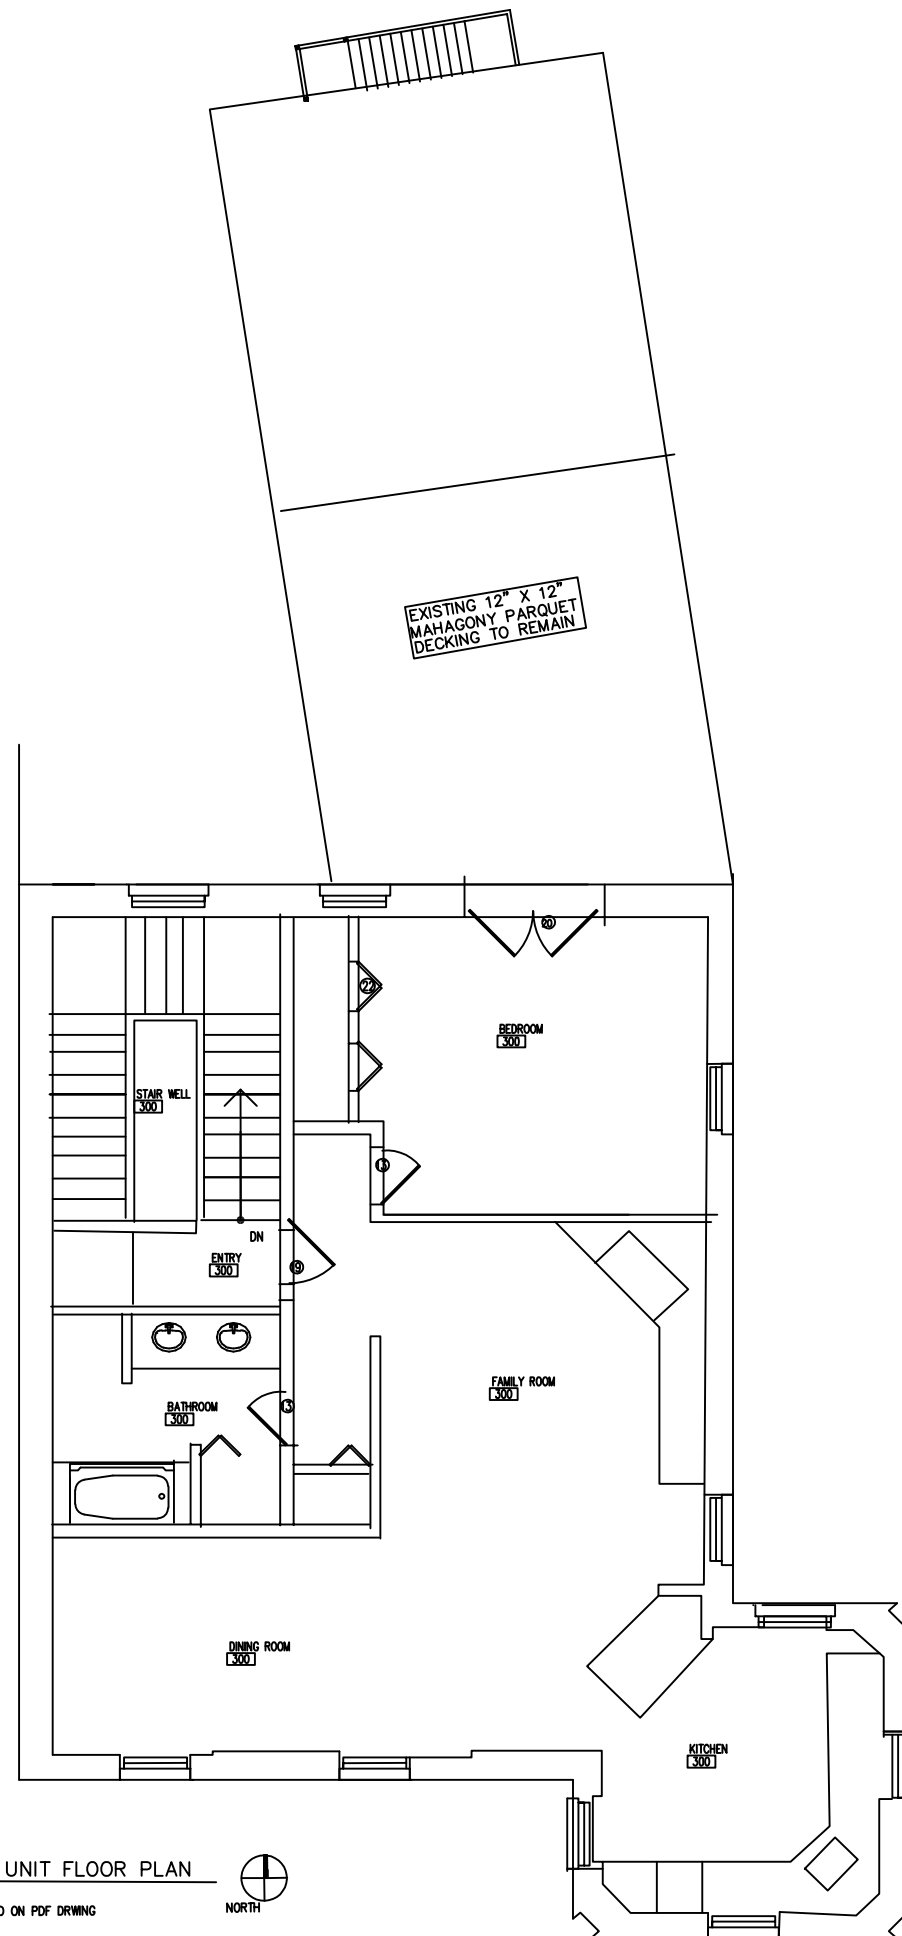 EXISTING 12" X 12"
MAHAGONY PARQUET
DECKING TO REMAIN
20
22
BEDROOM
300
STAIR WELL
300
13
DN
ENTRY
300
19
FAMILY ROOM
300
BATHROOM
300
13
DINING ROOM
300
KITCHEN
300
UNIT FLOOR PLAN
NORTH
ON PDF DRWING